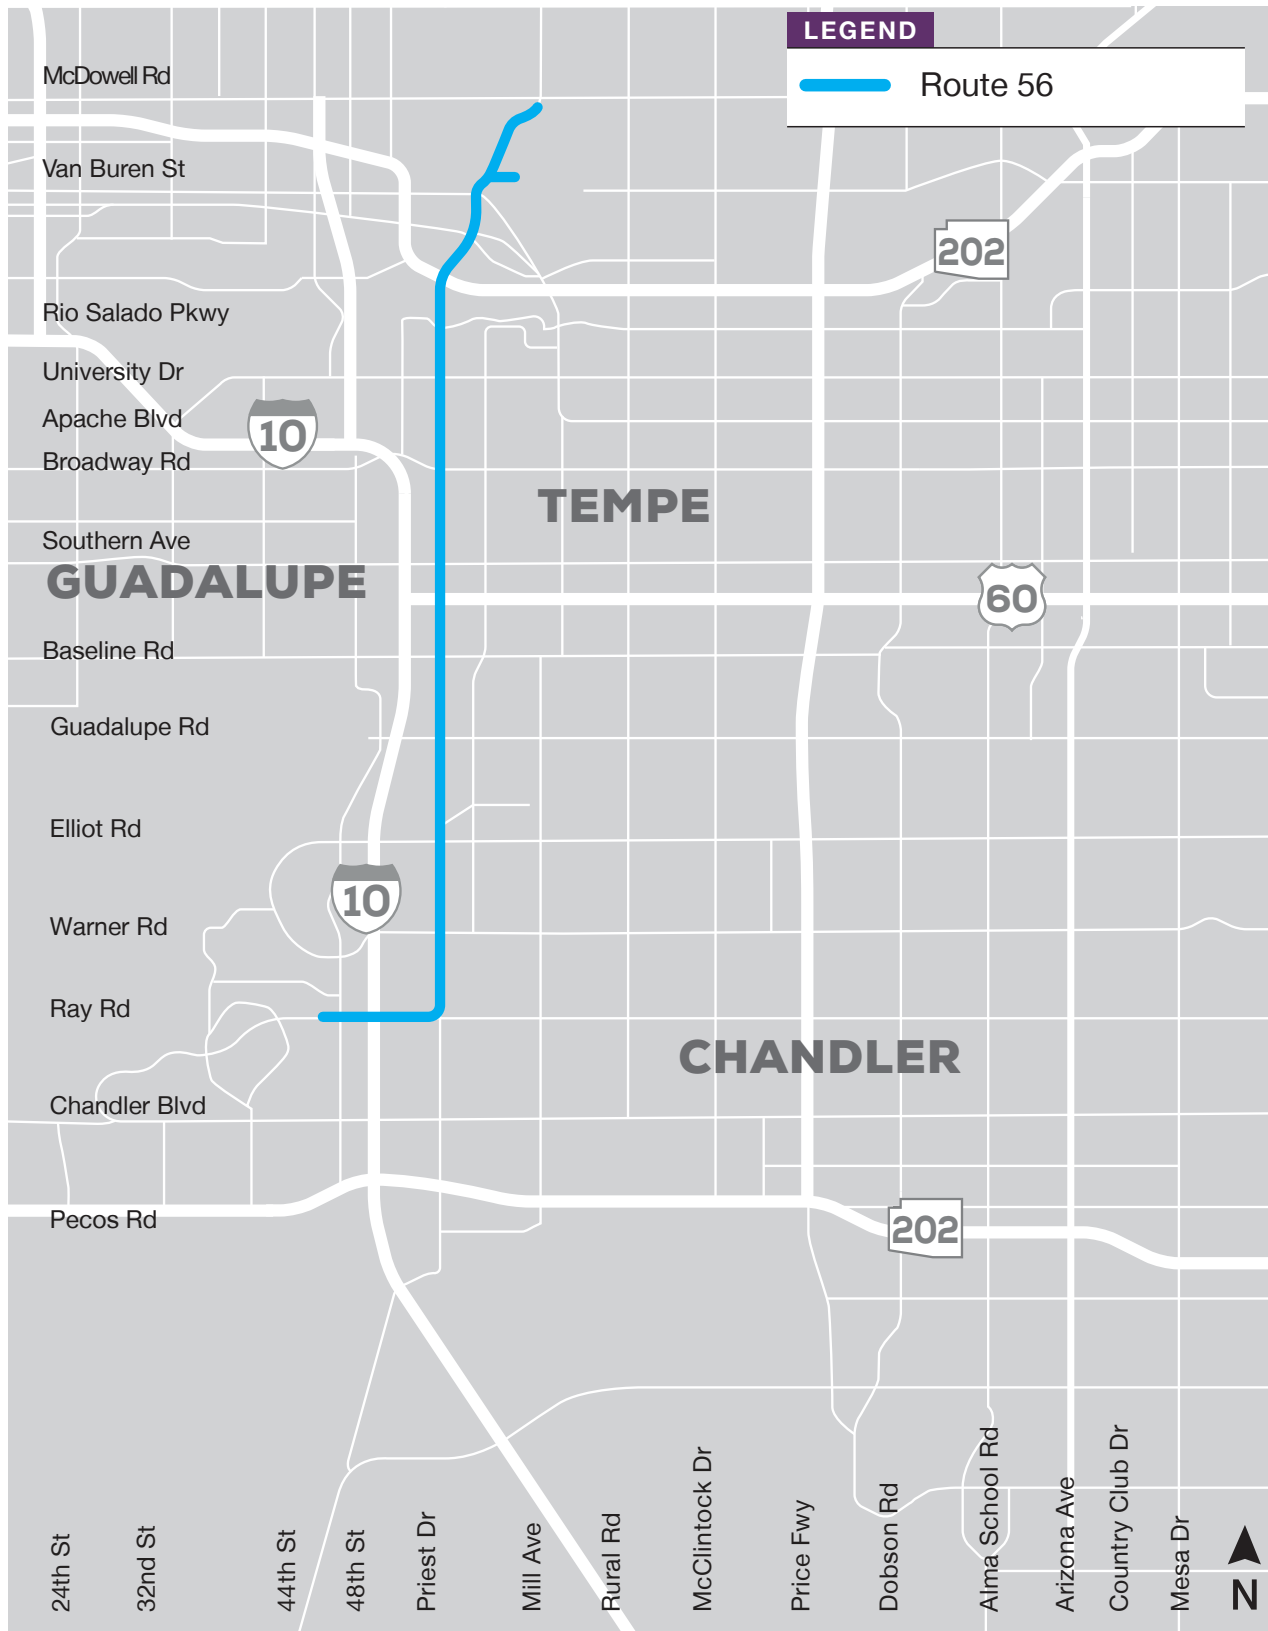 LEGEND
Route 56
McDowell Rd
Van Buren St
202
Rio Salado Pkwy
University Dr
Apache Blvd
10
Broadway Rd
TEMPE
Southern Ave
GUADALUPE
60
Baseline Rd
Guadalupe Rd
Elliot Rd
10
Warner Rd
Ray Rd
CHANDLER
Chandler Blvd
Pecos Rd
202
24th St
32nd St
44th St
48th St
Priest Dr
Mill Ave
Rural Rd
McClintock Dr
Price Fwy
Dobson Rd
Alma School Rd
Arizona Ave
Country Club Dr
Mesa Dr
N